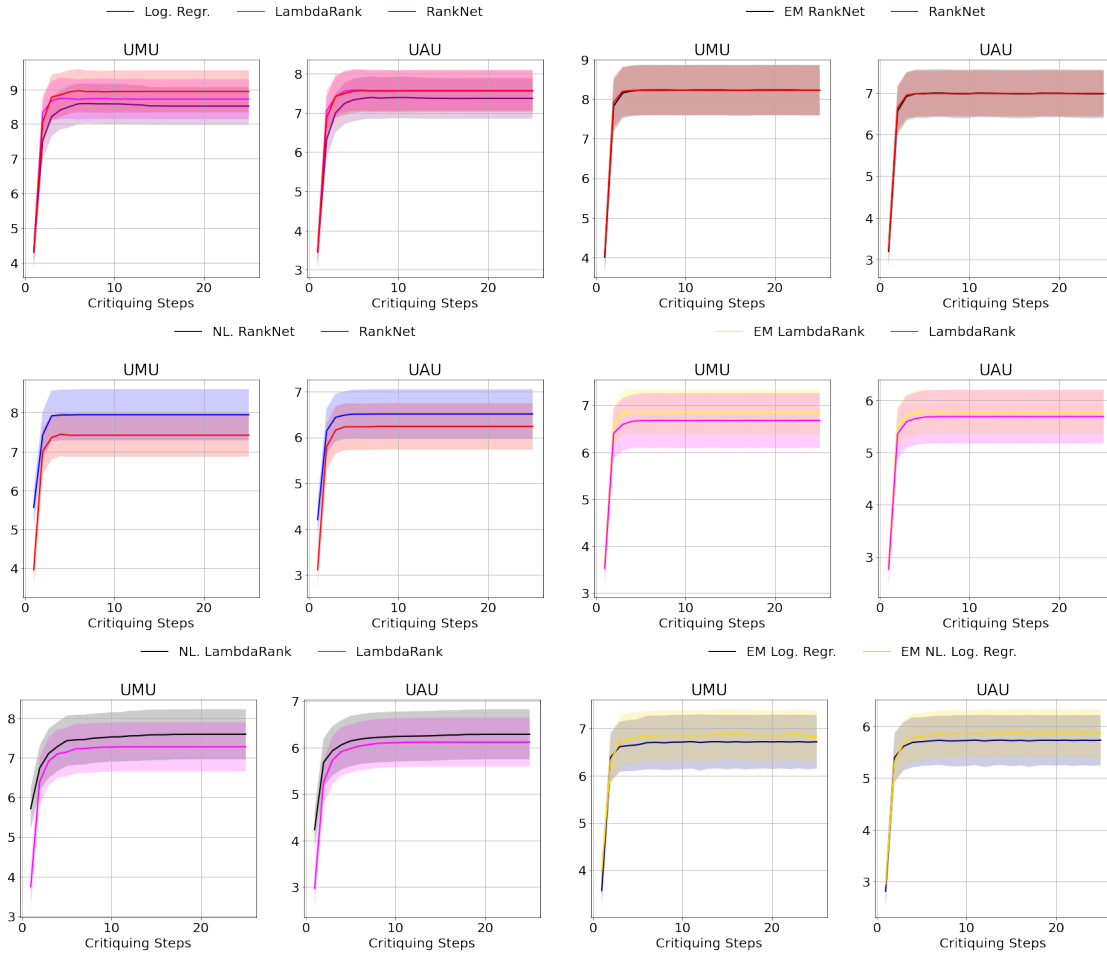 Log. Regr. LambdaRank RankNet
EM RankNet RankNet
UMU
9
8
7
6
5
4
0 10 20
Critiquing Steps
UAU
8
7
6
5
4
3
0 10 20
Critiquing Steps
UMU
9
8
7
6
5
4
0 10 20
Critiquing Steps
UAU
7
6
5
4
3
0 10 20
Critiquing Steps
NL. RankNet RankNet
EM LambdaRank LambdaRank
UMU
8
7
6
5
4
0 10 20
Critiquing Steps
UAU
7
6
5
4
3
0 10 20
Critiquing Steps
UMU
7
6
5
4
3
0 10 20
Critiquing Steps
UAU
6
5
4
3
0 10 20
Critiquing Steps
NL. LambdaRank LambdaRank
EM Log. Regr. EM NL. Log. Regr.
UMU
8
7
6
5
4
3
0 10 20
Critiquing Steps
UAU
7
6
5
4
3
0 10 20
Critiquing Steps
UMU
7
6
5
4
0 10 20
Critiquing Steps
UAU
6
5
4
3
0 10 20
Critiquing Steps